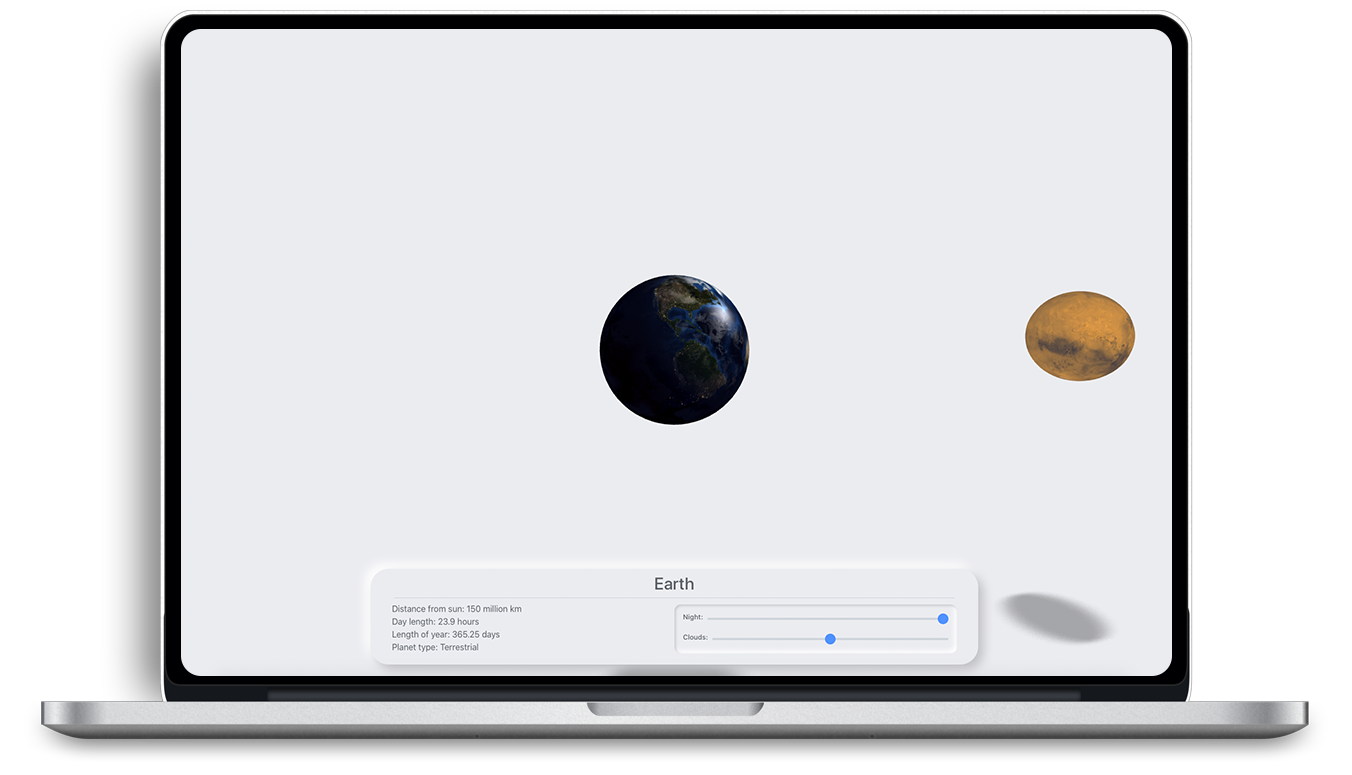 Earth
Distance from sun: 150 million km
Day length: 23.9 hours
Length of year: 365.25 days
Planet type: Terrestrial
Night:
Clouds: